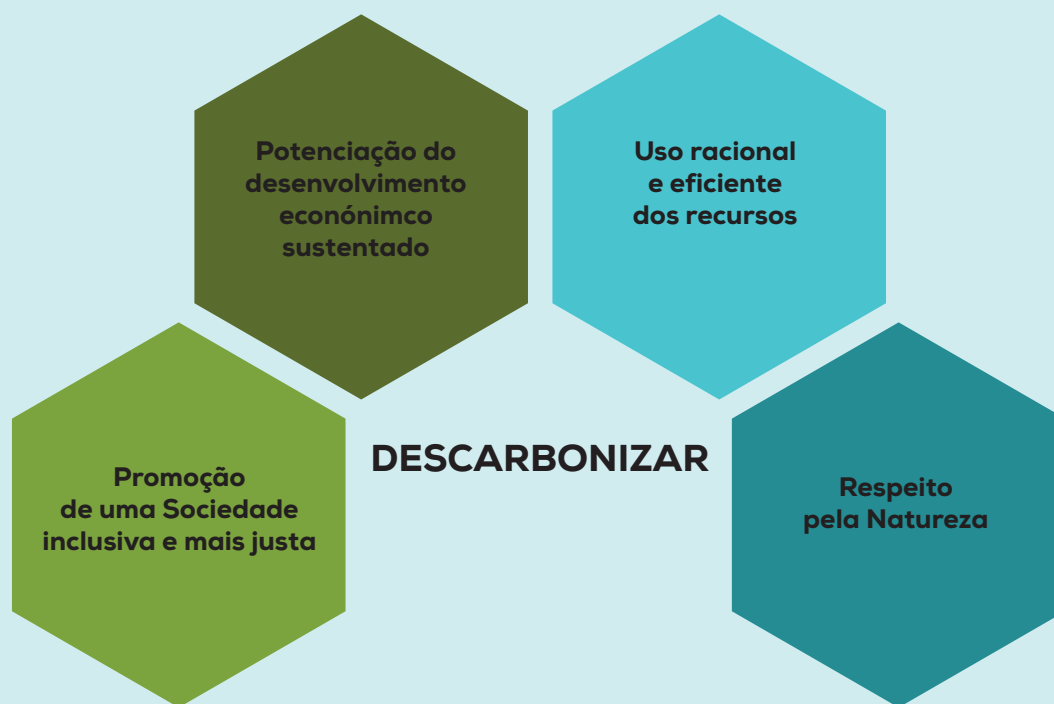 Potenciação do
desenvolvimento
económimco
sustentado
Uso racional
e eficiente
dos recursos
DESCARBONIZAR
Promoção
de uma Sociedade
inclusiva e mais justa
Respeito
pela Natureza